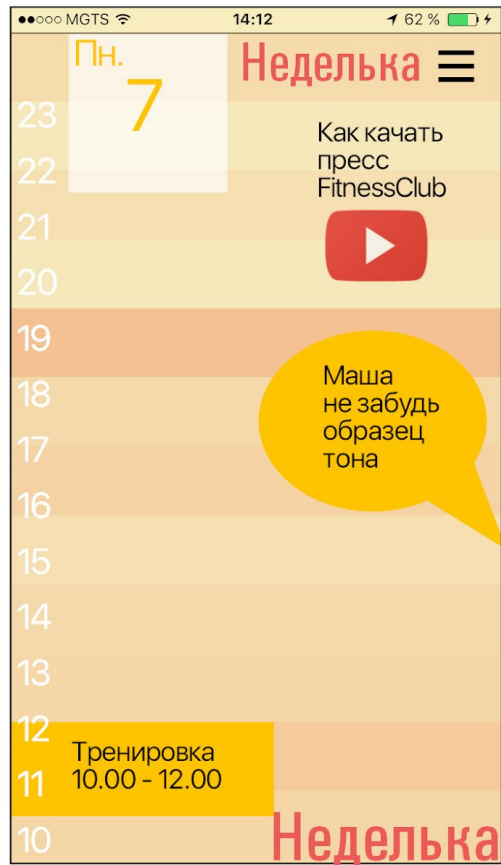 MGTS 14:12 62 %
Пн.
7
Неделька
23
Как качать
пресс
FitnessClub
22
21
20
19
Маша
не забудь
образец
тона
18
17
16
15
14
13
12
Тренировка
10.00 - 12.00
11
10
Неделька